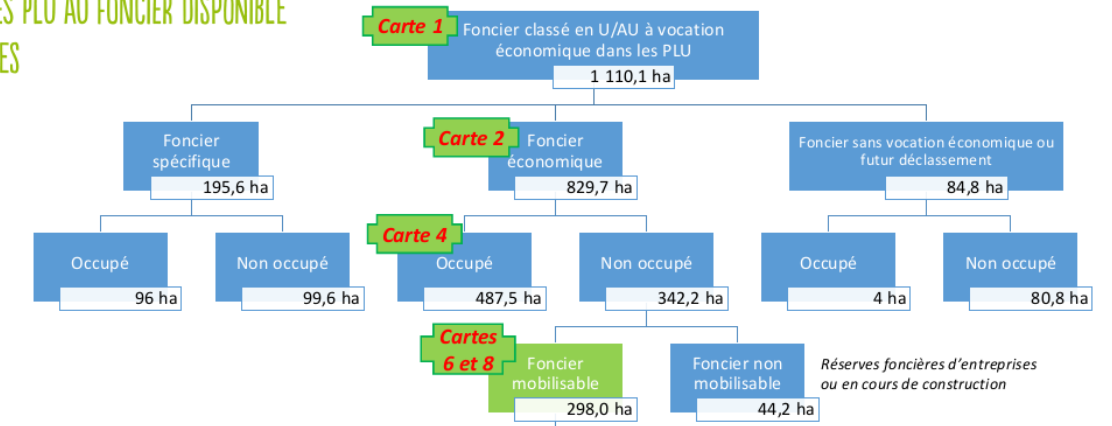 ES PLU AU FONCIER DISPONIBLE
ES
Carte 1
Foncier classé en U/AU à vocation
économique dans les PLU
1 110,1 ha
Foncier
spécifique
195,6 ha
Carte 2
Foncier
économique
829,7 ha
Foncier sans vocation économique ou
futur déclassement
84,8 ha
Occupé
96 ha
Non occupé
99,6 ha
Carte 4
Occupé
487,5 ha
Non occupé
342,2 ha
Occupé
4 ha
Non occupé
80,8 ha
Cartes
6 et 8
Foncier
mobilisable
298,0 ha
Foncier non
mobilisable
44,2 ha
Réserves foncières d’entreprises
ou en cours de construction